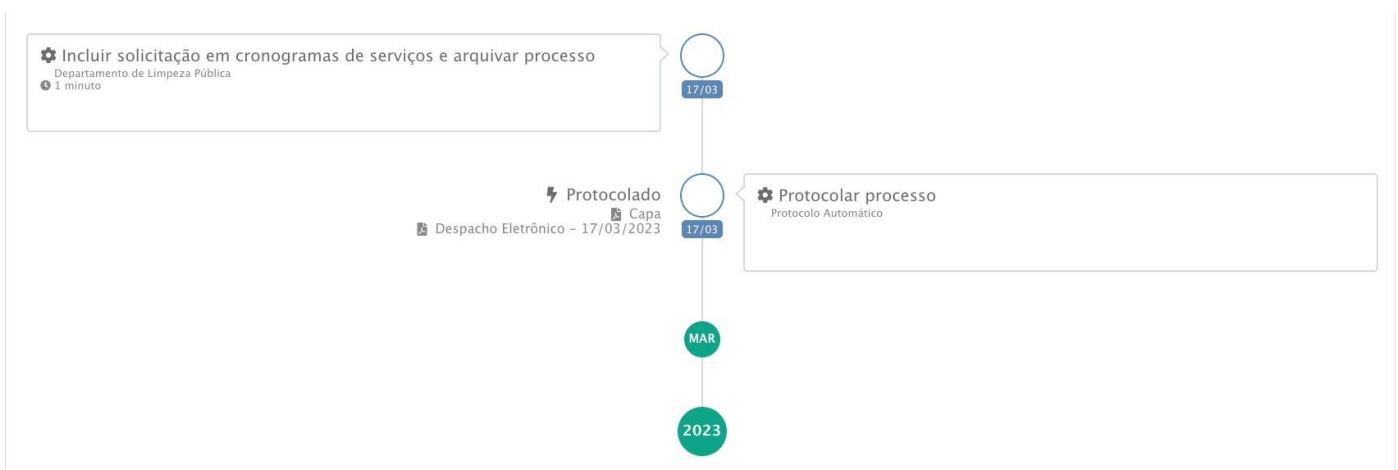 Incluir solicitação em cronogramas de serviços e arquivar processo
Departamento de Limpeza Pública
1 minuto
17/03
Protocolado
Capa
Despacho Eletrônico – 17/03/2023
17/03
Protocolar processo
Protocolo Automático
MAR
2023